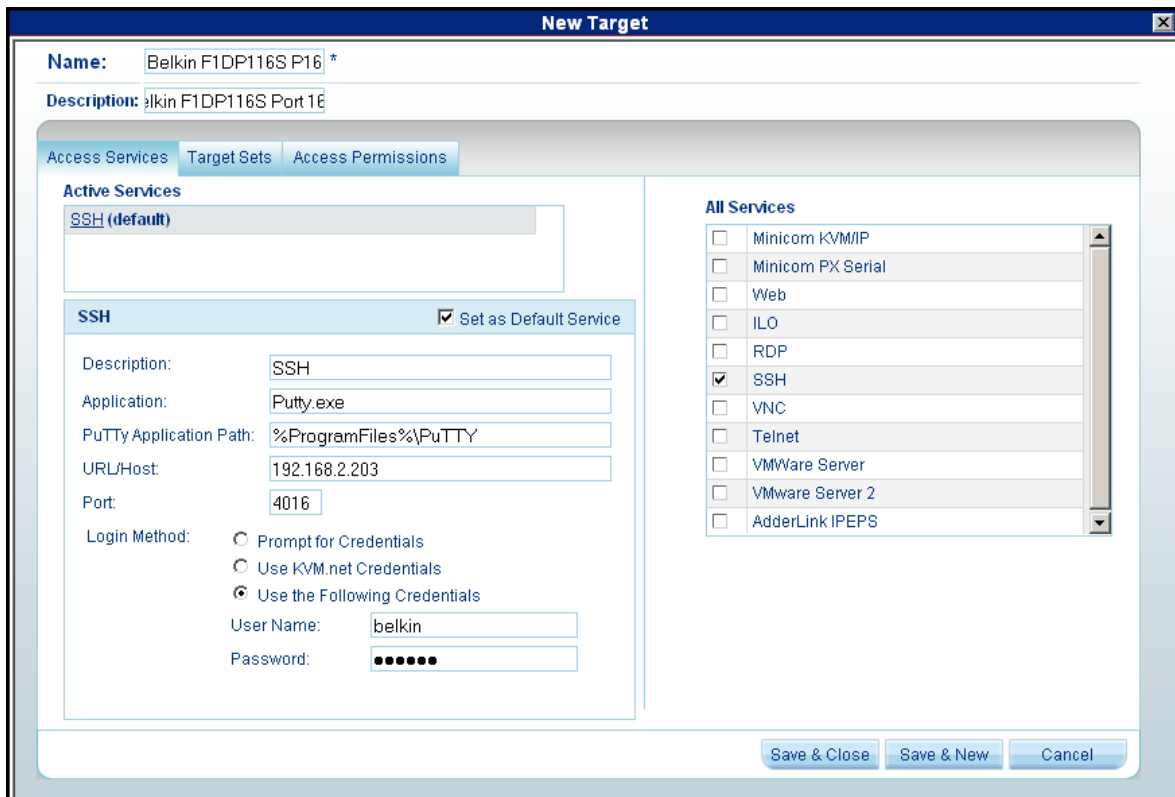 New Target
Name: Belkin F1DP116S P16 *
Description: elkin F1DP116S Port 16
Access Services Target Sets Access Permissions
Active Services
SSH (default)
SSH Set as Default Service
Description: SSH
Application: Putty.exe
PuTTy Application Path: %ProgramFiles%\PuTTY
URL/Host: 192.168.2.203
Port: 4016
Login Method: Prompt for Credentials
Use KVM.net Credentials
Use the Following Credentials
User Name: belkin
Password: ●●●●●●
All Services
Minicom KVM/IP
Minicom PX Serial
Web
ILO
RDP
SSH
VNC
Telnet
VMWare Server
VMware Server 2
AdderLink IPEPS
Save & Close Save & New Cancel